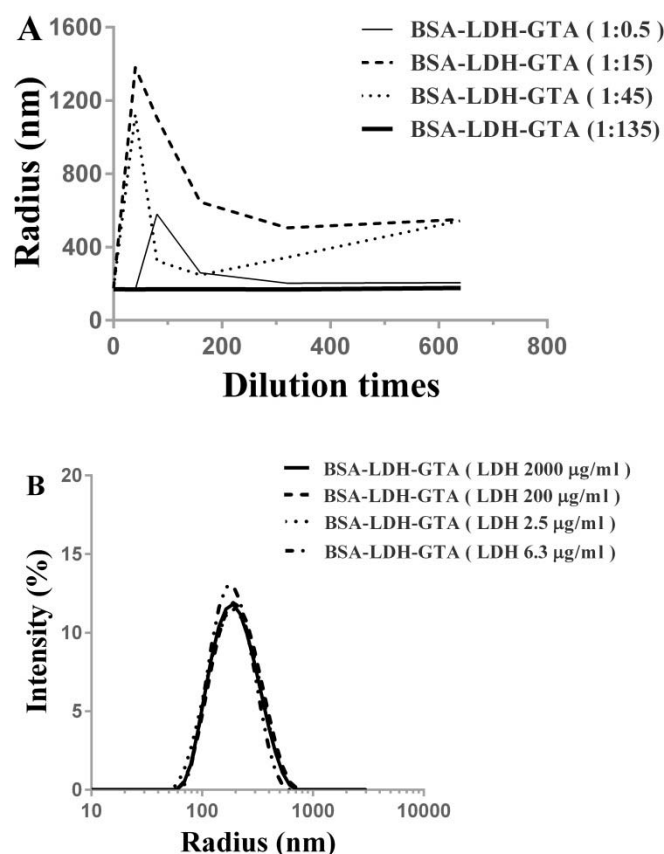 A
BSA-LDH-GTA ( 1:0.5 )
BSA-LDH-GTA ( 1:15)
BSA-LDH-GTA ( 1:45)
BSA-LDH-GTA (1:135)
Radius (nm)
1600
1200
800
400
0
0 200 400 600 800
Dilution times
B
BSA-LDH-GTA ( LDH 2000 µg/ml )
BSA-LDH-GTA ( LDH 200 µg/ml )
BSA-LDH-GTA ( LDH 2.5 µg/ml )
BSA-LDH-GTA ( LDH 6.3 µg/ml )
Intensity (%)
20
15
10
5
0
10 100 1000 10000
Radius (nm)